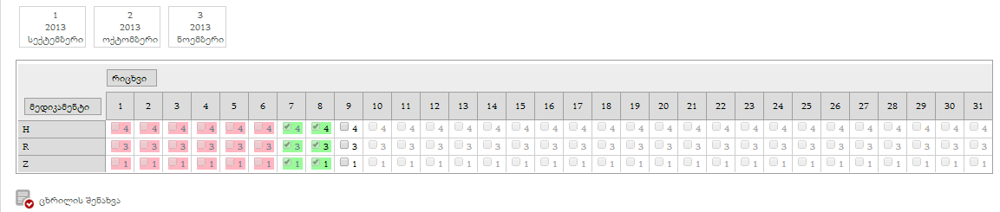 1 2 3
2013 2013 2013
სექტემბერი ოქტომბერი ნოემბერი
რიცხვი
მედიკამენტი 1 2 3 4 5 6 7 8 9 10 11 12 13 14 15 16 17 18 19 20 21 22 23 24 25 26 27 28 29 30 31
H 4 4 4 4 4 4 4 4 4 4 4 4 4 4 4 4 4 4 4 4 4 4 4 4 4 4 4 4 4 4 4
R 3 3 3 3 3 3 3 3 3 3 3 3 3 3 3 3 3 3 3 3 3 3 3 3 3 3 3 3 3 3 3
Z 1 1 1 1 1 1 1 1 1 1 1 1 1 1 1 1 1 1 1 1 1 1 1 1 1 1 1 1 1 1 1
ცხრილის შენახვა